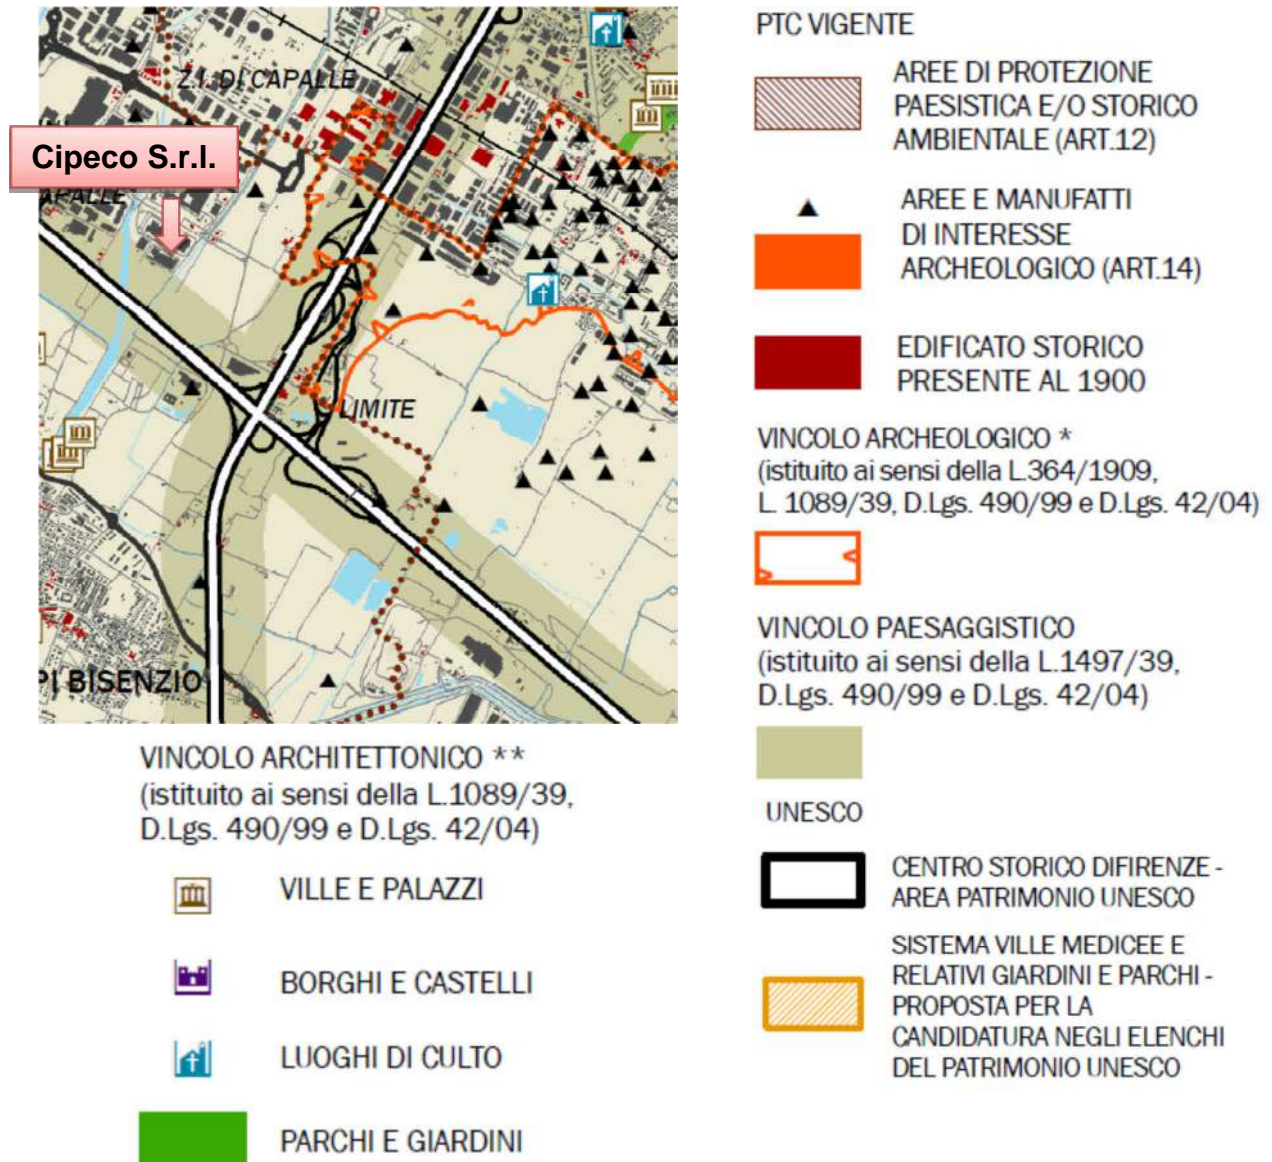 Z.I. DI CAPALLE
Cipeco S.r.l.
APALLE
LIMITE
PI BISENZIO
VINCOLO ARCHITETTONICO **
(istituito ai sensi della L.1089/39,
D.Lgs. 490/99 e D.Lgs. 42/04)
VILLE E PALAZZI
BORGHI E CASTELLI
LUOGHI DI CULTO
PARCHI E GIARDINI
PTC VIGENTE
AREE DI PROTEZIONE
PAESISTICA E/O STORICO
AMBIENTALE (ART.12)
AREE E MANUFATTI
DI INTERESSE
ARCHEOLOGICO (ART.14)
EDIFICATO STORICO
PRESENTE AL 1900
VINCOLO ARCHEOLOGICO *
(istituito ai sensi della L.364/1909,
L. 1089/39, D.Lgs. 490/99 e D.Lgs. 42/04)
VINCOLO PAESAGGISTICO
(istituito ai sensi della L.1497/39,
D.Lgs. 490/99 e D.Lgs. 42/04)
UNESCO
CENTRO STORICO DIFIRENZE -
AREA PATRIMONIO UNESCO
SISTEMA VILLE MEDICEE E
RELATIVI GIARDINI E PARCHI -
PROPOSTA PER LA
CANDIDATURA NEGLI ELENCHI
DEL PATRIMONIO UNESCO